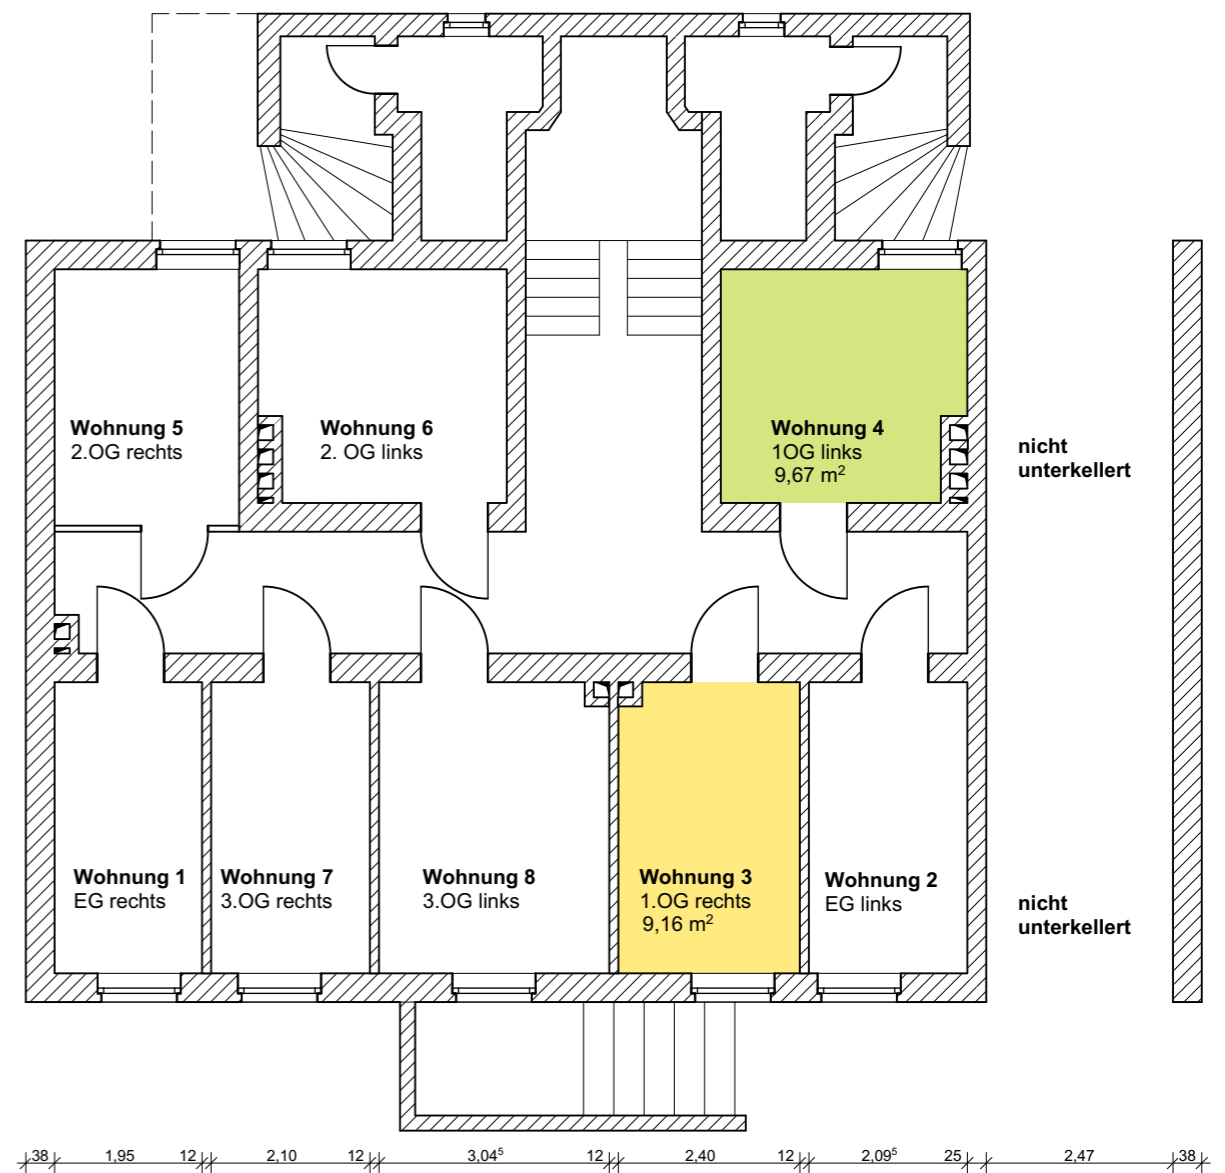 Wohnung 5
2.OG rechts
Wohnung 6
2. OG links
Wohnung 4
1OG links
9,67 m²
nicht
unterkellert
Wohnung 1
EG rechts
Wohnung 7
3.OG rechts
Wohnung 8
3.OG links
Wohnung 3
1.OG rechts
9,16 m²
Wohnung 2
EG links
nicht
unterkellert
38 1,95 12 2,10 12 3,04⁵ 12 2,40 12 2,09⁵ 25 2,47 38